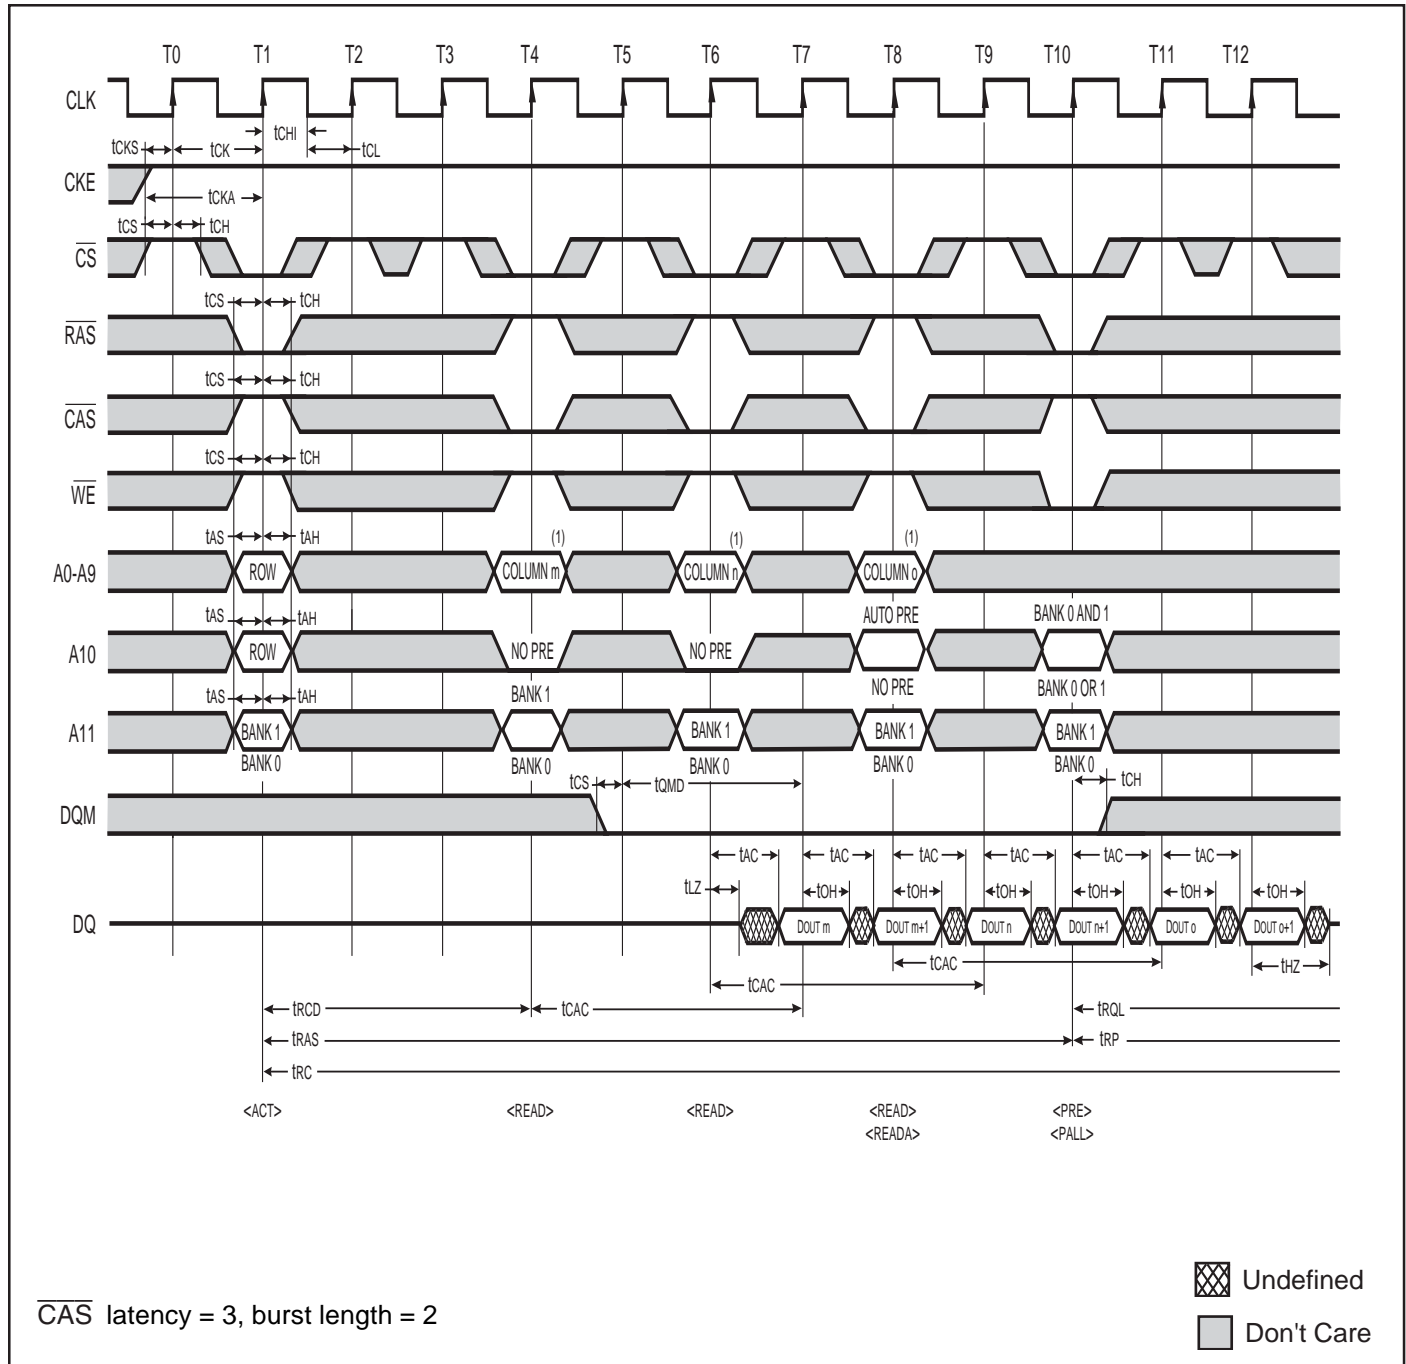 T0 T1 T2 T3 T4 T5 T6 T7 T8 T9 T10 T11 T12
CLK
tCHI
tCKS tCK tCL
CKE
tCKA
tCS tCH
CS
tCS tCH
RAS
tCS tCH
CAS
tCS tCH
WE
tAS tAH (1) (1) (1)
A0-A9 ROW COLUMN m COLUMN n COLUMN o
tAS tAH AUTO PRE BANK 0 AND 1
A10 ROW NO PRE NO PRE
tAS tAH BANK 1 NO PRE BANK 0 OR 1
A11 BANK 1 BANK 1 BANK 1 BANK 1
BANK 0 BANK 0 BANK 0 BANK 0 BANK 0
tCS tQMD tCH
DQM
tAC tAC tAC tAC tAC tAC
tLZ tOH tOH tOH tOH tOH tOH
DQ DOUT m DOUT m+1 DOUT n DOUT n+1 DOUT o DOUT o+1
tCAC tHZ
tCAC
tRCD tCAC tRQL
tRAS tRP
tRC
<ACT> <READ> <READ> <READ> <PRE>
<READA> <PALL>
Undefined
CAS latency = 3, burst length = 2
Don't Care